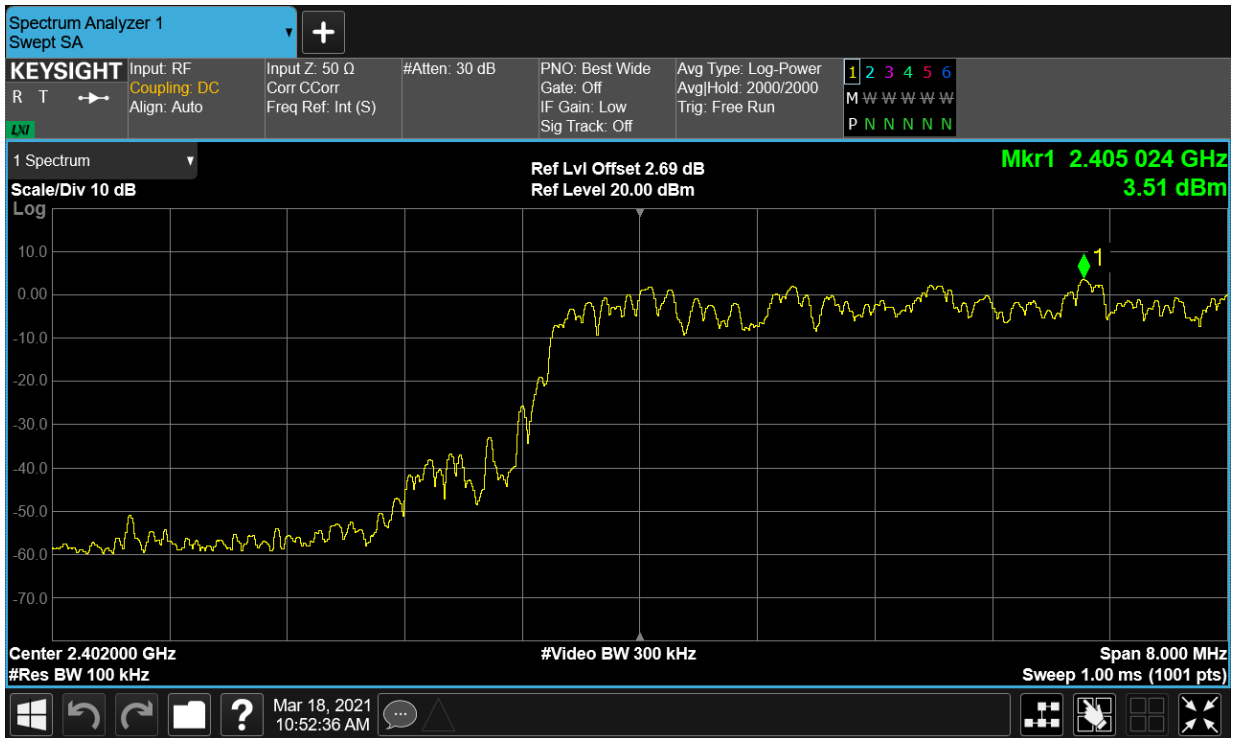 Spectrum Analyzer 1
Swept SA
▼
+
KEYSIGHT
R T
LXI
Input: RF
Coupling: DC
Align: Auto
Input Z: 50 Ω
Corr CCorr
Freq Ref: Int (S)
#Atten: 30 dB
PNO: Best Wide
Gate: Off
IF Gain: Low
Sig Track: Off
Avg Type: Log-Power
Avg|Hold: 2000/2000
Trig: Free Run
1 2 3 4 5 6
M W W W W W
P N N N N N
1 Spectrum ▼
Scale/Div 10 dB
Log
Ref Lvl Offset 2.69 dB
Ref Level 20.00 dBm
Mkr1 2.405 024 GHz
3.51 dBm
1
10.0
0.00
-10.0
-20.0
-30.0
-40.0
-50.0
-60.0
-70.0
Center 2.402000 GHz
#Res BW 100 kHz
#Video BW 300 kHz
Span 8.000 MHz
Sweep 1.00 ms (1001 pts)
?
Mar 18, 2021
10:52:36 AM